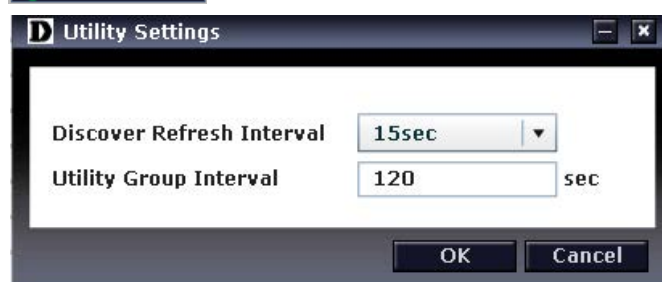 D Utility Settings
Discover Refresh Interval 15sec
Utility Group Interval 120 sec
OK Cancel